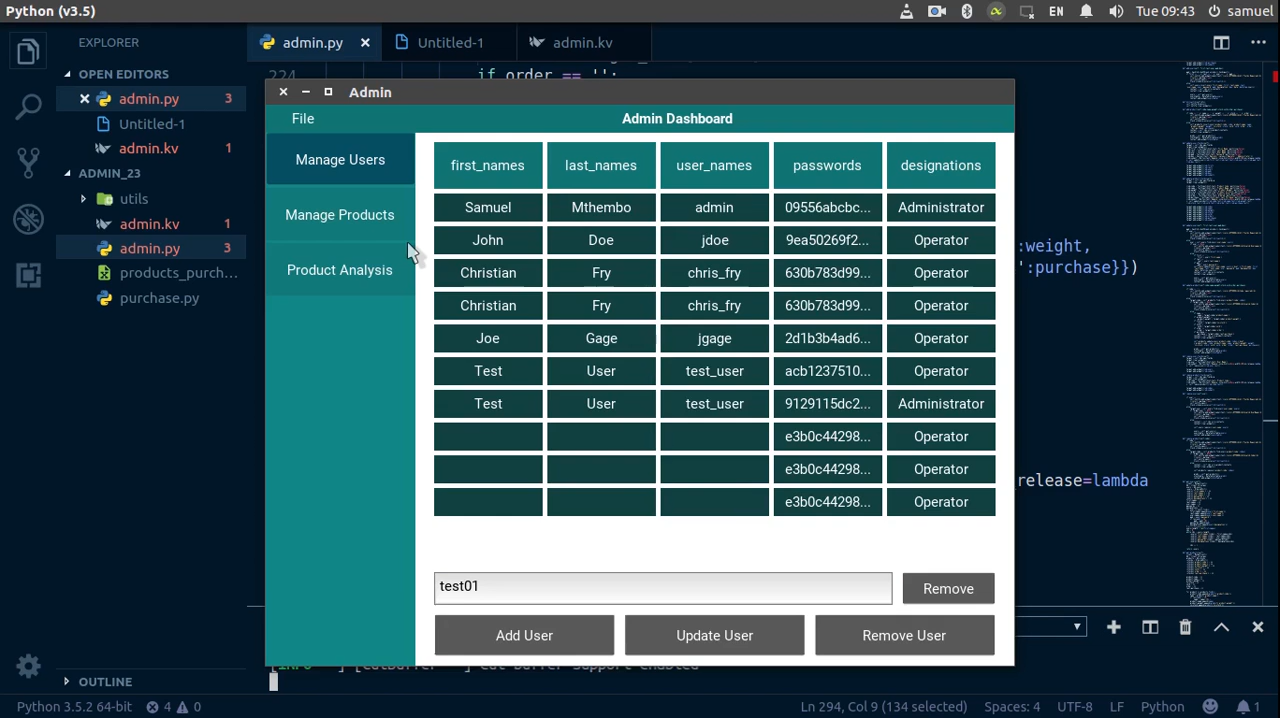 Python (v3.5)
EN
Tue 09:43
samuel
EXPLORER
admin.py
Untitled-1
admin.kv
OPEN EDITORS
224
if order == '':
admin.py 3
Untitled-1
admin.kv 1
ADMIN_23
utils
admin.kv 1
admin.py 3
products_purch...
purchase.py
Admin
File
Admin Dashboard
Manage Users
Manage Products
Product Analysis
first_names last_names user_names passwords designations
Samuel Mthembo admin 09556abcbc... Administrator
John Doe jdoe Operator
Christian Fry chris_fry c30b783d99... Operator
Christian Fry chris_fry c30b783d99... Operator
Joe Gage jgage 2d1b3b4ad6... Operator
Test User test_user ecb1237510... Operator
Test User test_user 9129115dc2... Administrator
e3b0c44298... Operator
e3b0c44298... Operator
e3b0c44298... Operator
test01
Remove
Add User
Update User
Remove User
:weight,
':purchase}})
release=lambda
OUTLINE
Python 3.5.2 64-bit
4
0
Ln 294, Col 9 (134 selected)
Spaces: 4
UTF-8
LF
Python
1